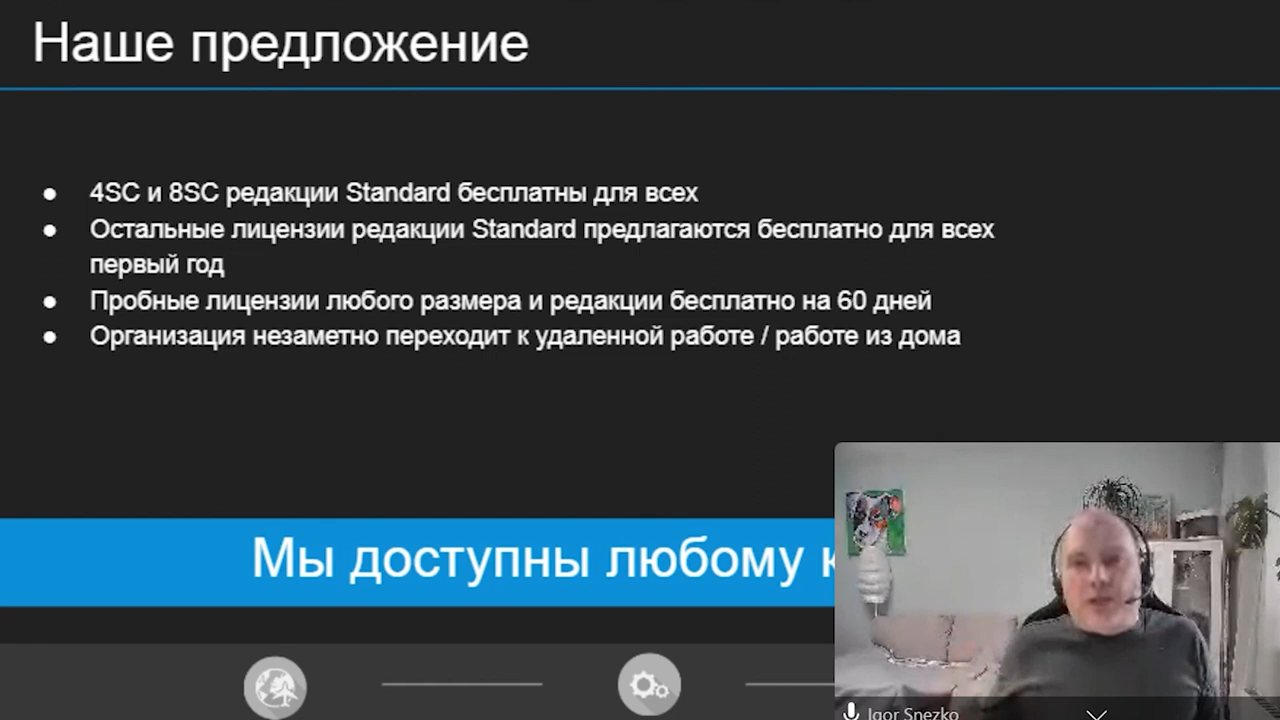 Наше предложение
4SC и 8SC редакции Standard бесплатны для всех
Остальные лицензии редакции Standard предлагаются бесплатно для всех
первый год
Пробные лицензии любого размера и редакции бесплатно на 60 дней
Организация незаметно переходит к удаленной работе / работе из дома
Мы доступны любому
Igor Snezko